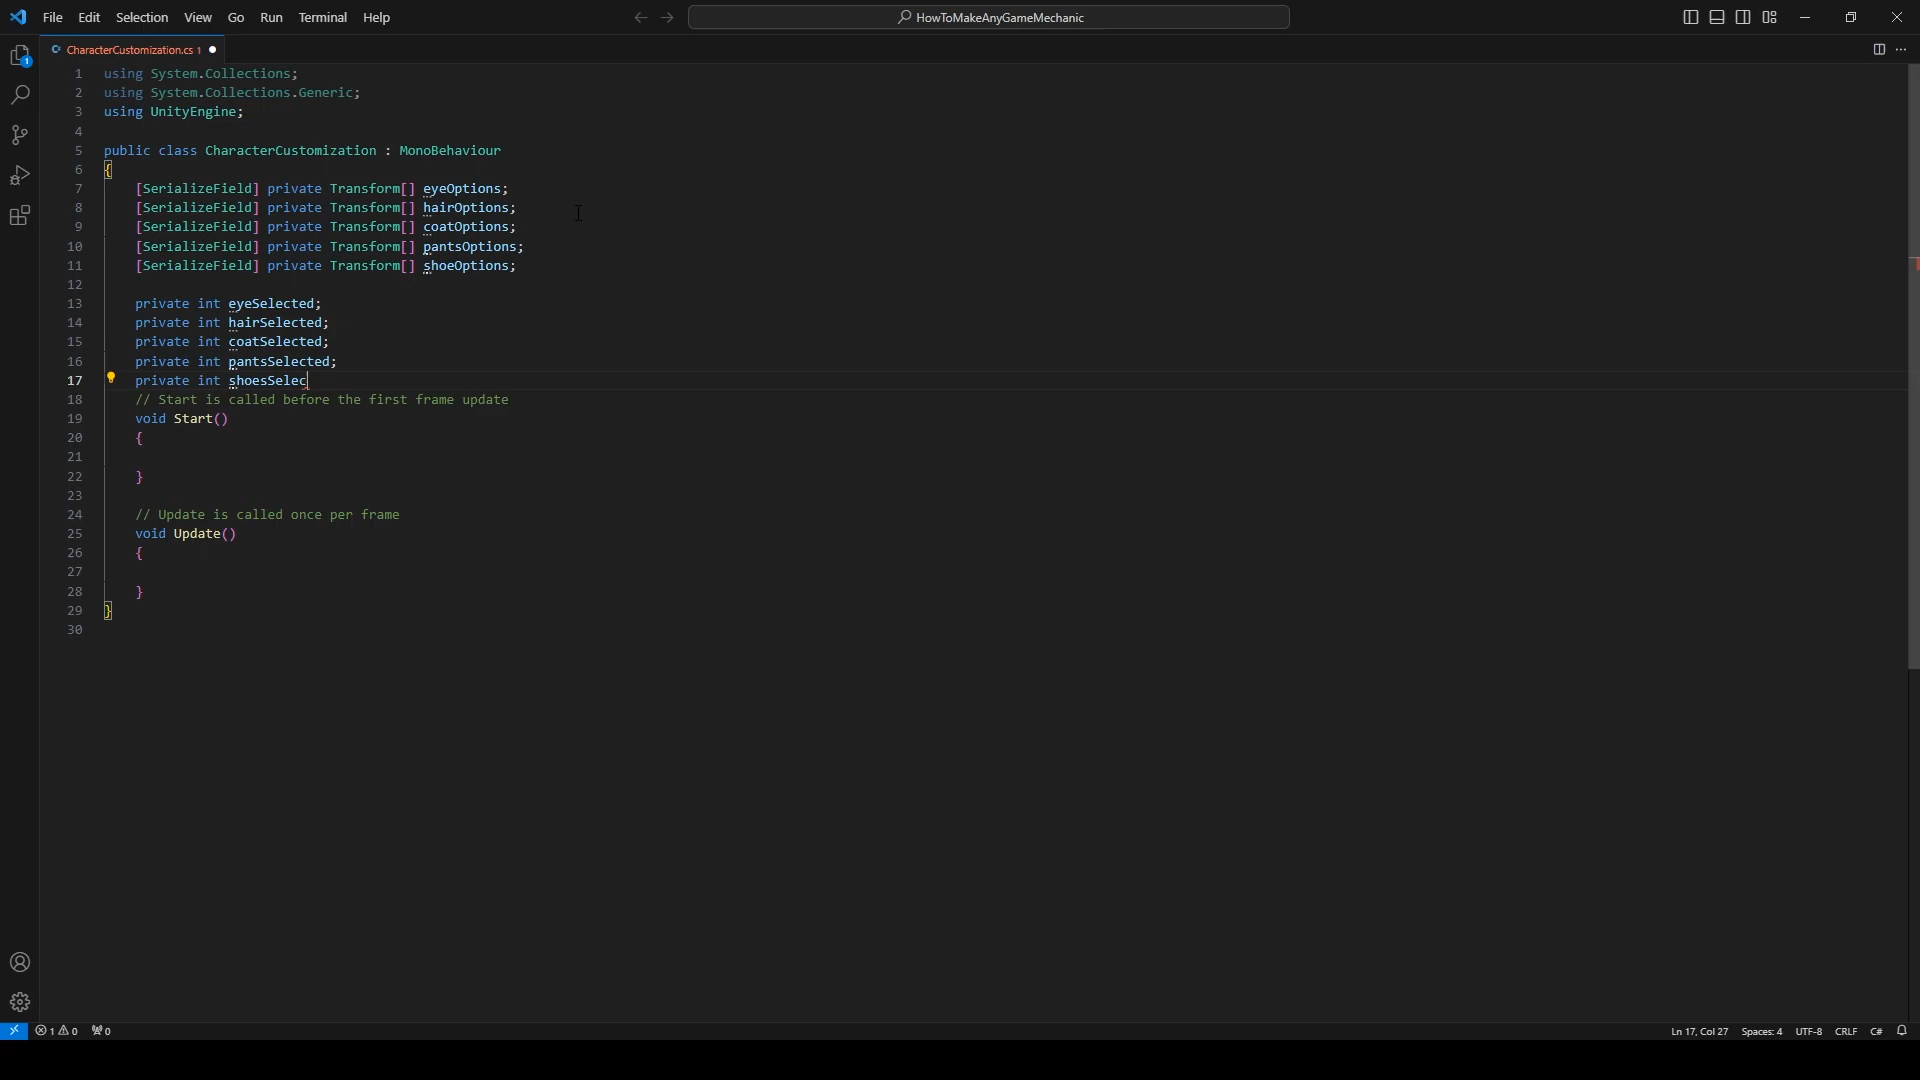 File Edit Selection View Go Run Terminal Help
HowToMakeAnyGameMechanic
CharacterCustomization.cs 1
1 using System.Collections;
2 using System.Collections.Generic;
3 using UnityEngine;
4
5 public class CharacterCustomization : MonoBehaviour
6 {
7 [SerializeField] private Transform[] eyeOptions;
8 [SerializeField] private Transform[] hairOptions;
9 [SerializeField] private Transform[] coatOptions;
10 [SerializeField] private Transform[] pantsOptions;
11 [SerializeField] private Transform[] shoeOptions;
12
13 private int eyeSelected;
14 private int hairSelected;
15 private int coatSelected;
16 private int pantsSelected;
17 private int shoesSelec
18 // Start is called before the first frame update
19 void Start()
20 {
21
22 }
23
24 // Update is called once per frame
25 void Update()
26 {
27
28 }
29 }
30
1
1 0 0 Ln 17, Col 27 Spaces: 4 UTF-8 CRLF C#